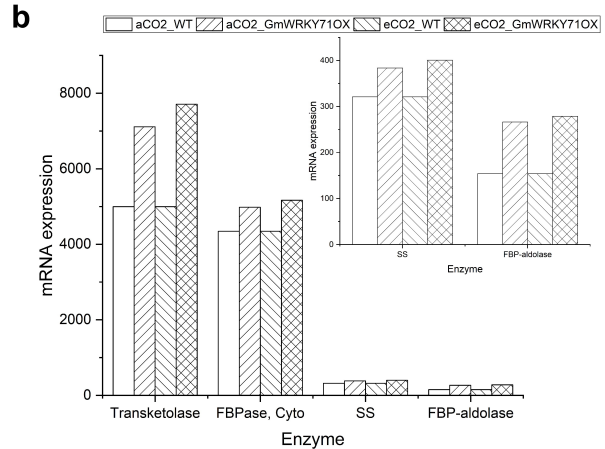 b
aCO2_WT aCO2_GmWRKY71OX eCO2_WT eCO2_GmWRKY71OX
mRNA expression
8000
6000
4000
2000
0
Transketolase FBPase, Cyto SS FBP-aldolase
Enzyme
mRNA expression
400
300
200
100
0
SS FBP-aldolase
Enzyme